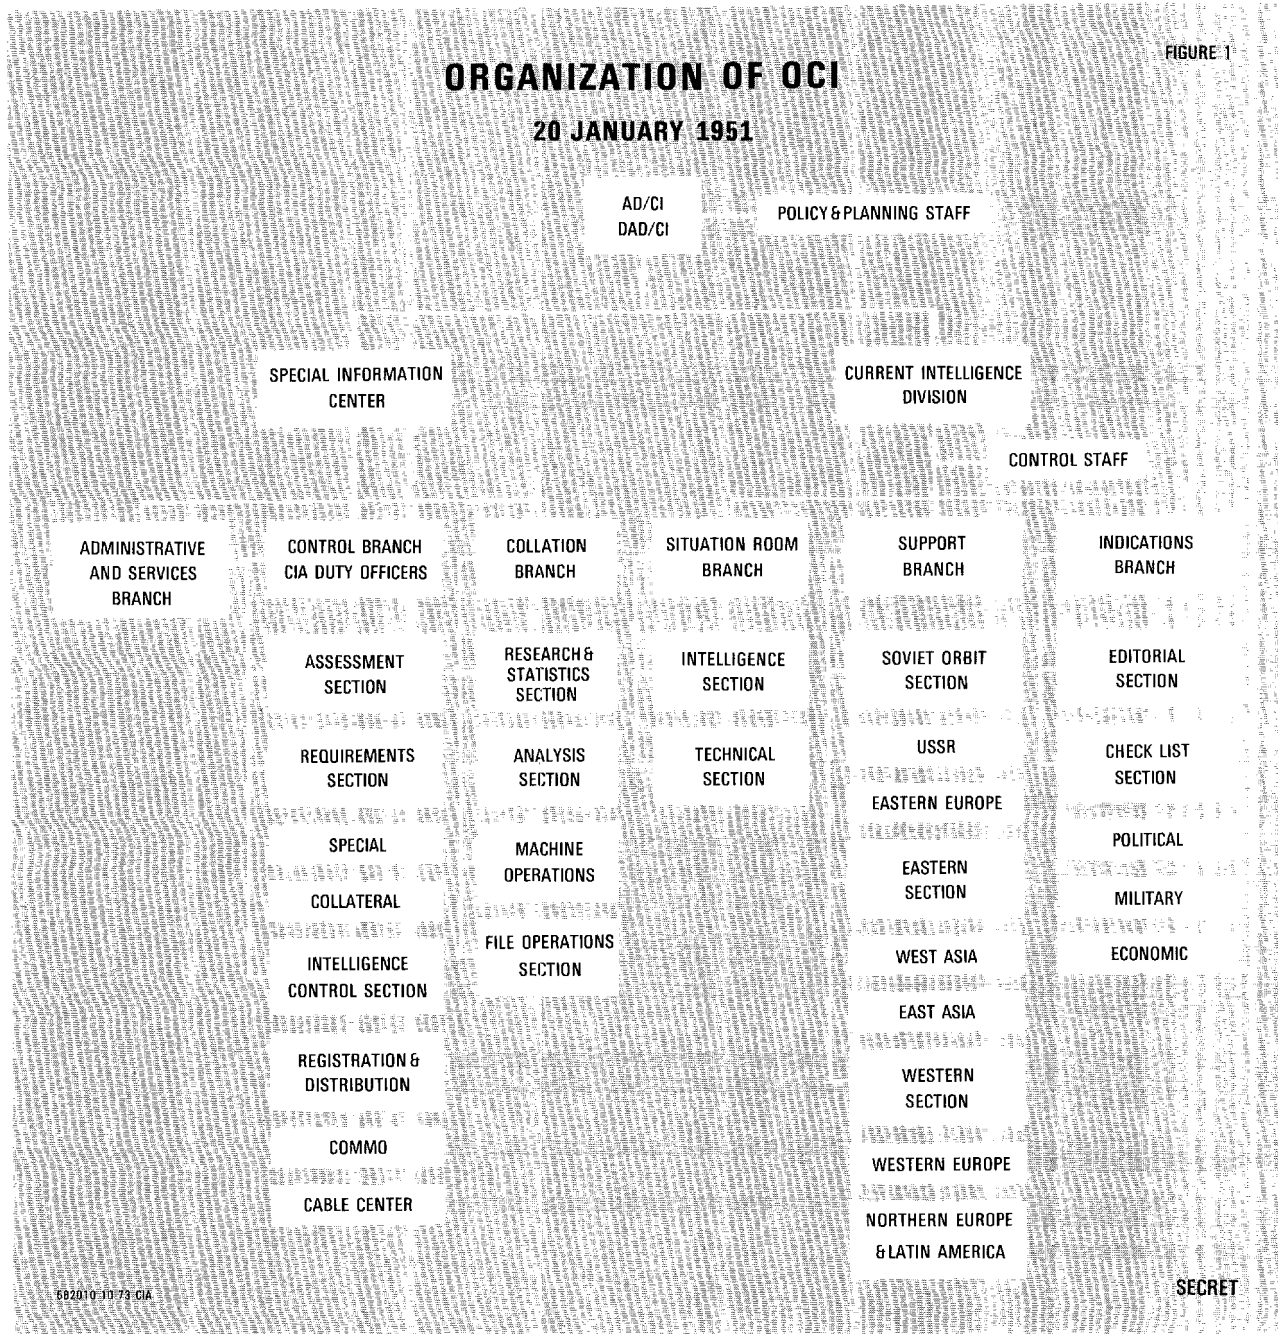 FIGURE 1
ORGANIZATION OF OCI
20 JANUARY 1951
AD/CI
DAD/CI
POLICY & PLANNING STAFF
SPECIAL INFORMATION
CENTER
CURRENT INTELLIGENCE
DIVISION
CONTROL STAFF
ADMINISTRATIVE
AND SERVICES
BRANCH
CONTROL BRANCH
CIA DUTY OFFICERS
ASSESSMENT
SECTION
REQUIREMENTS
SECTION
SPECIAL
COLLATERAL
INTELLIGENCE
CONTROL SECTION
REGISTRATION &
DISTRIBUTION
COMMO
CABLE CENTER
COLLATION
BRANCH
RESEARCH &
STATISTICS
SECTION
ANALYSIS
SECTION
MACHINE
OPERATIONS
FILE OPERATIONS
SECTION
SITUATION ROOM
BRANCH
INTELLIGENCE
SECTION
TECHNICAL
SECTION
SUPPORT
BRANCH
SOVIET ORBIT
SECTION
USSR
EASTERN EUROPE
EASTERN
SECTION
WEST ASIA
EAST ASIA
WESTERN
SECTION
WESTERN EUROPE
NORTHERN EUROPE
& LATIN AMERICA
INDICATIONS
BRANCH
EDITORIAL
SECTION
CHECK LIST
SECTION
POLITICAL
MILITARY
ECONOMIC
SECRET
582010 10-73 CIA